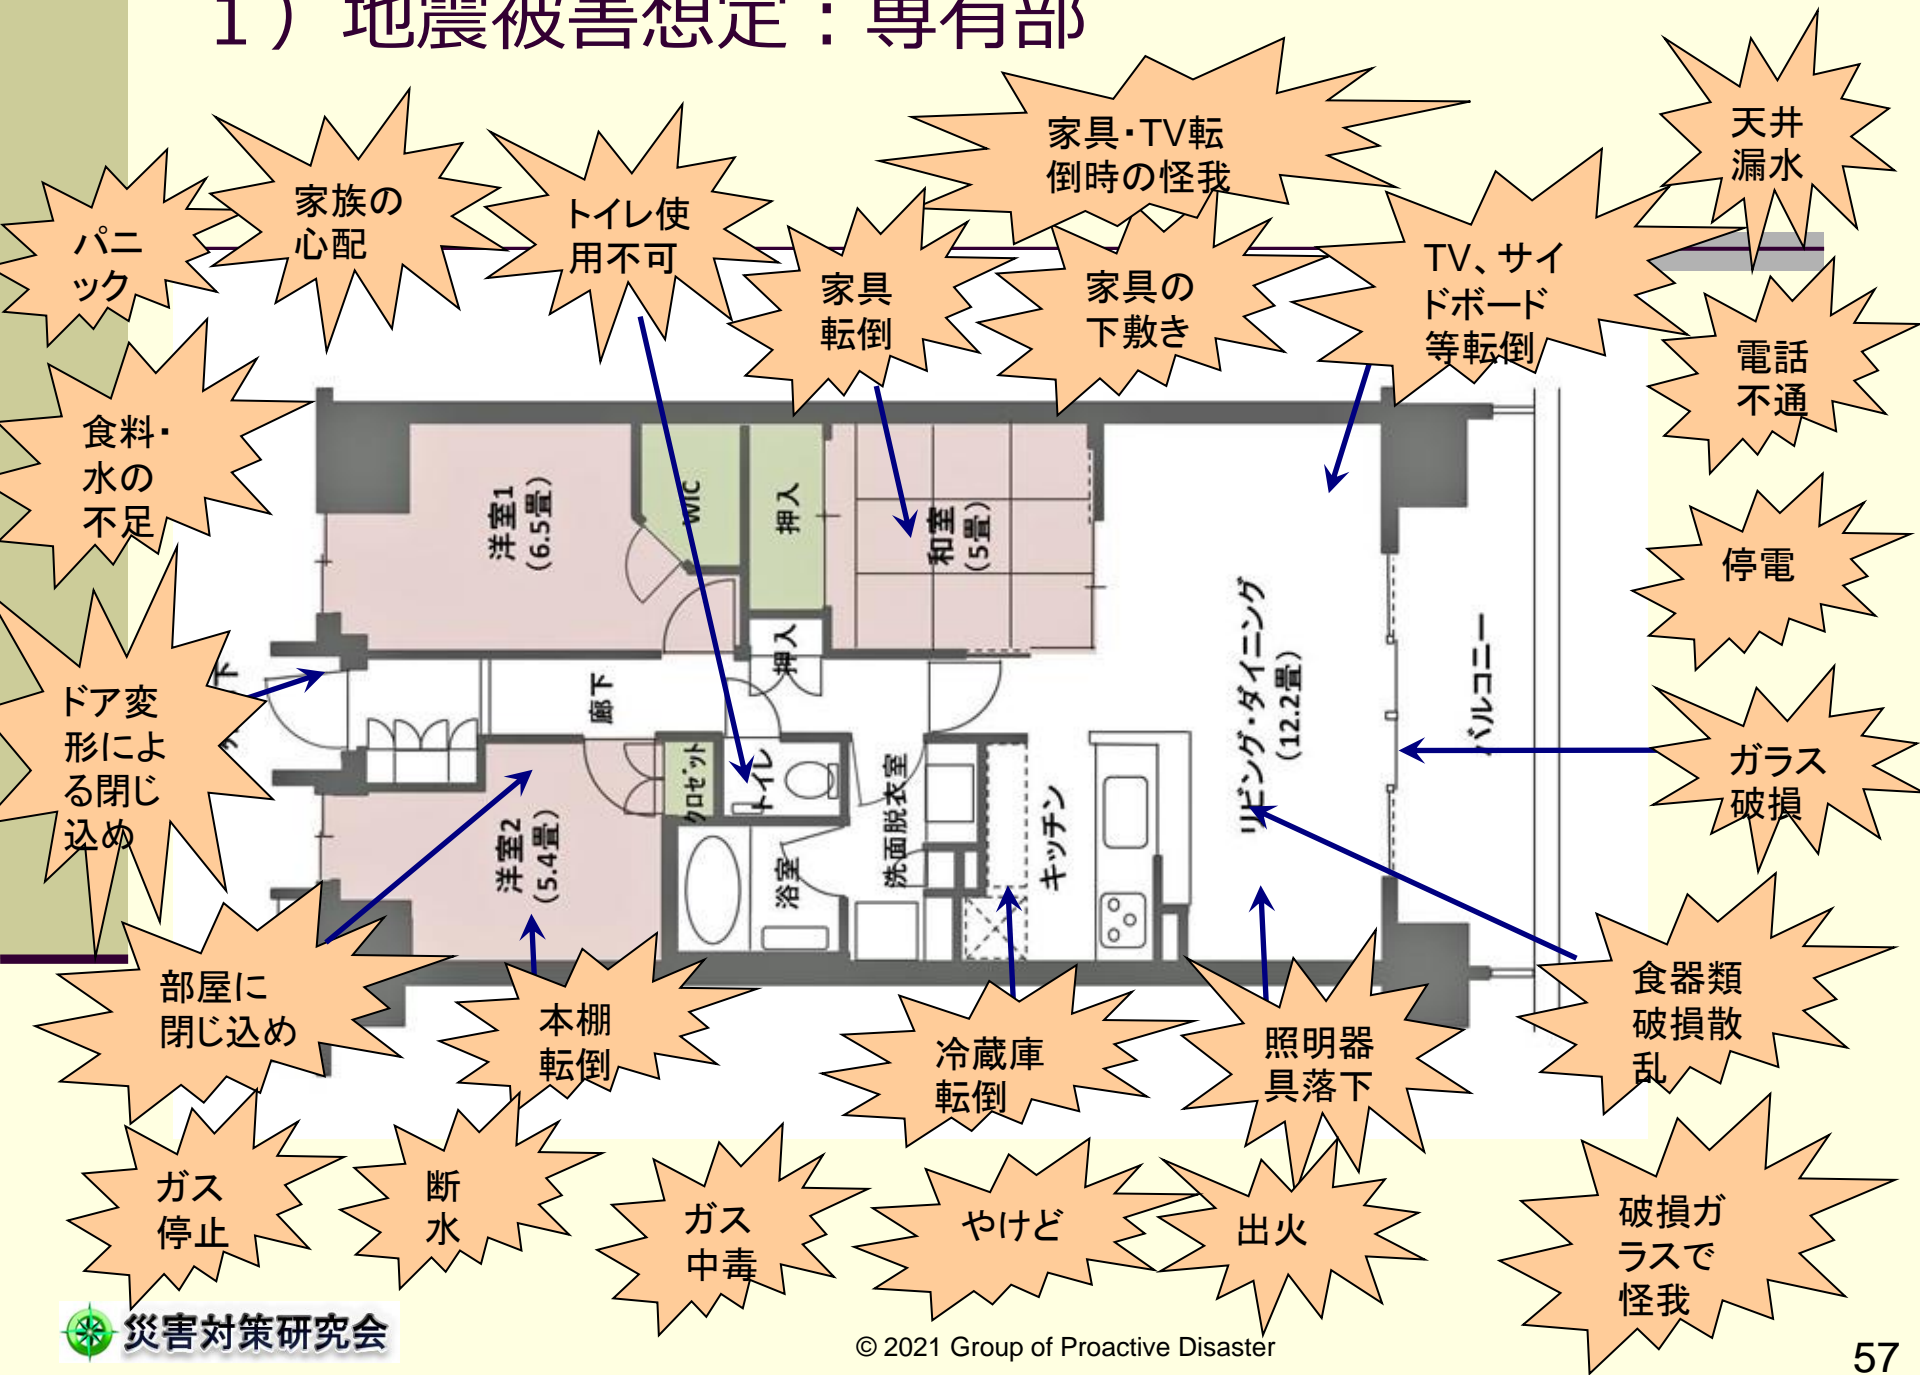 １）地震被害想定：専有部
家具・TV転
倒時の怪我
天井
漏水
家族の
心配
トイレ使
用不可
パニ
ック
家具
転倒
家具の
下敷き
TV、サイ
ドボード
等転倒
電話
不通
食料・
水の
不足
停電
ドア変
形によ
る閉じ
込め
ガラス
破損
洋室1
(6.5畳)
WIC
押入
和室
(5畳)
押入
廊下
下
リビング・ダイニング
(12.2畳)
バルコニー
洋室2
(5.4畳)
クロゼット
トイレ
浴室
洗面脱衣室
キッチン
部屋に
閉じ込め
本棚
転倒
冷蔵庫
転倒
照明器
具落下
食器類
破損散
乱
ガス
停止
断
水
ガス
中毒
やけど
出火
破損ガ
ラスで
怪我
災害対策研究会
© 2021 Group of Proactive Disaster
57